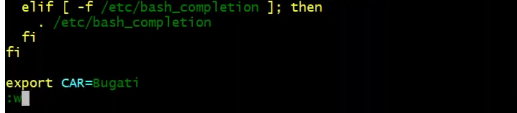 elif [ -f /etc/bash_completion ]; then
. /etc/bash_completion
fi
fi
export CAR=Bugati
:w